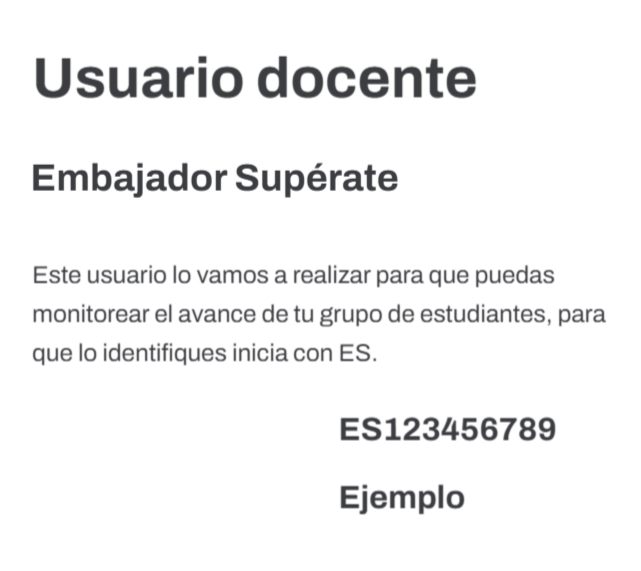 Usuario docente
Embajador Supérate
Este usuario lo vamos a realizar para que puedas
monitorear el avance de tu grupo de estudiantes, para
que lo identifiques inicia con ES.
ES123456789
Ejemplo